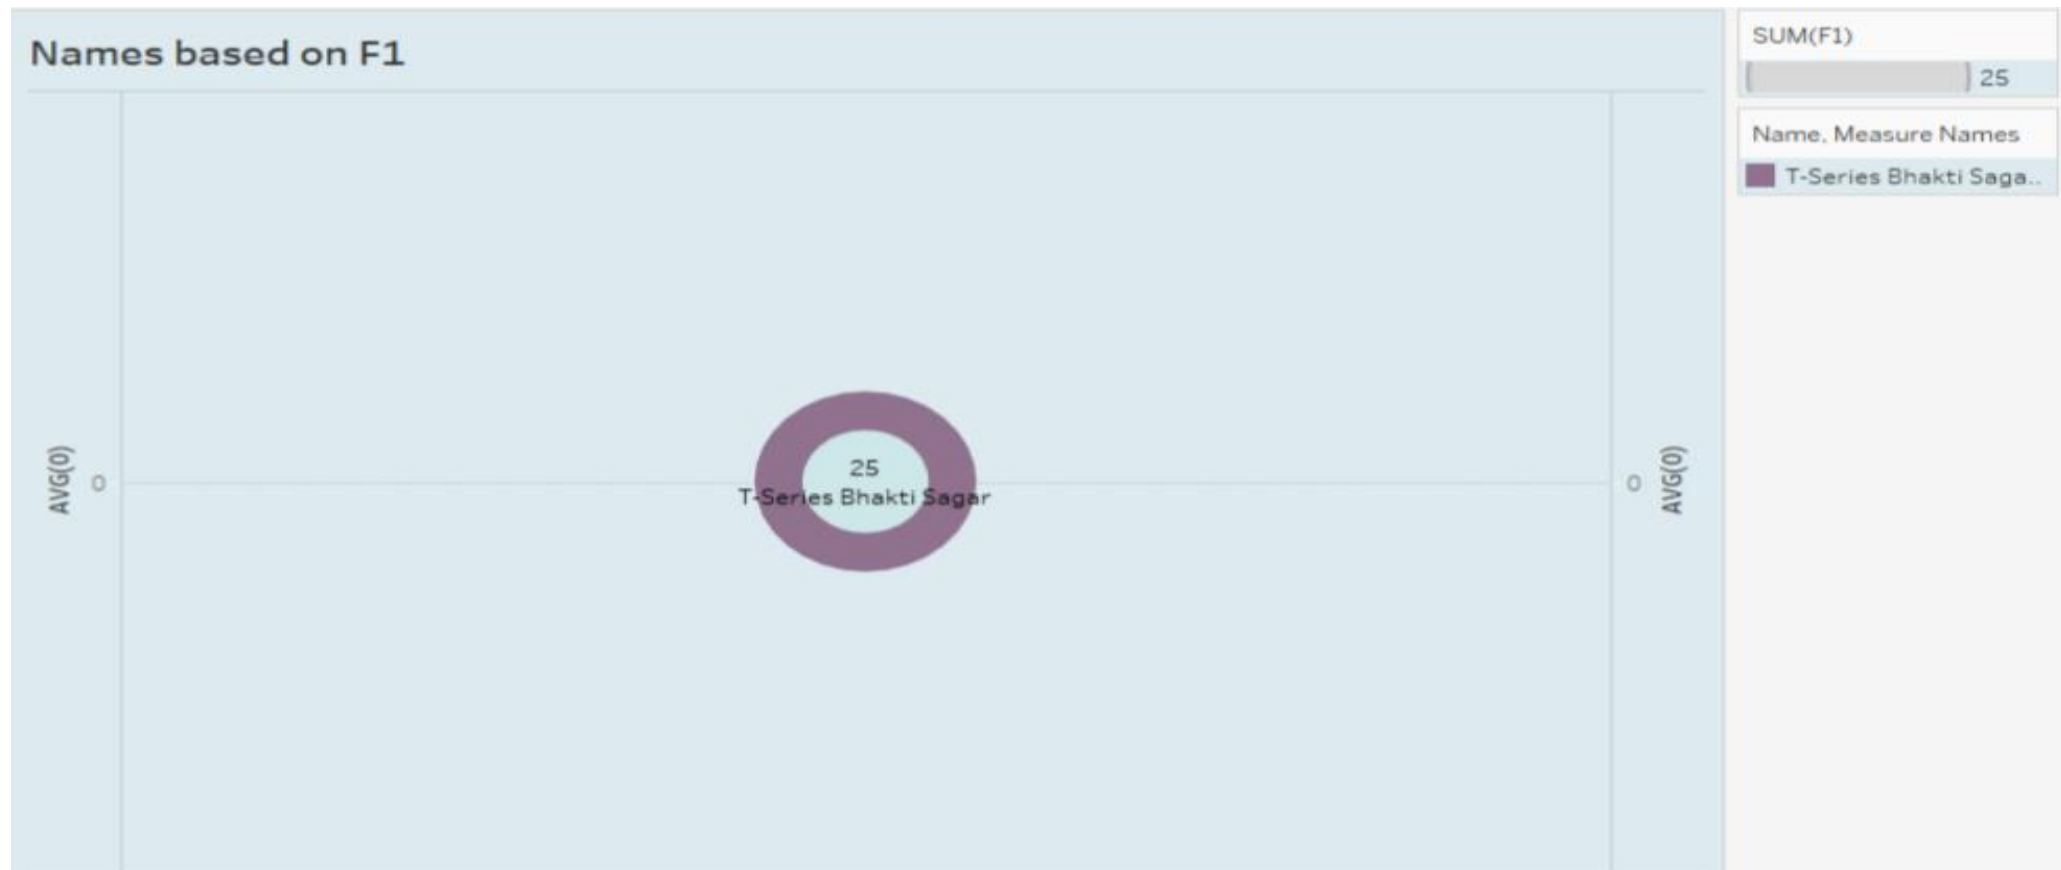 Names based on F1
SUM(F1)
25
Name, Measure Names
T-Series Bhakti Saga..
AVG(0)
0
25
T-Series Bhakti Sagar
0
AVG(0)